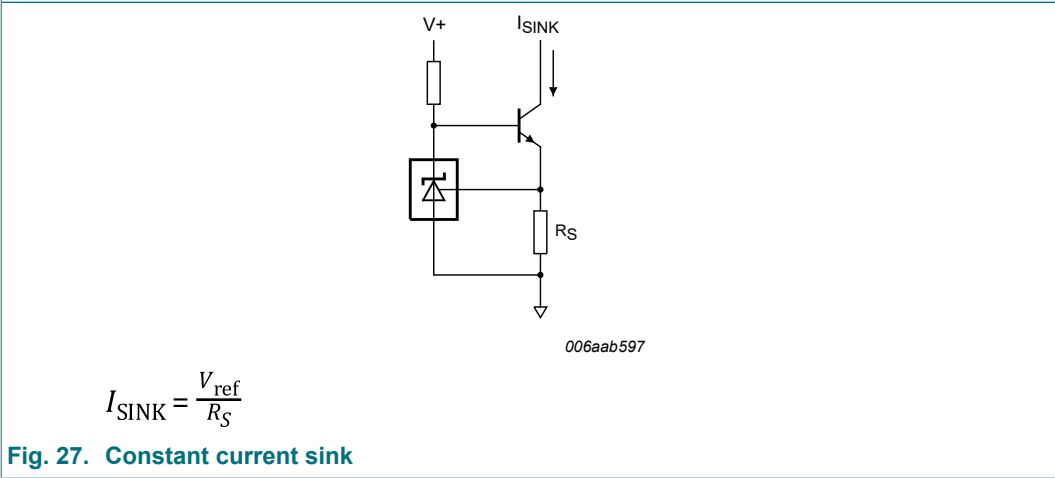 V+
ISINK
RS
006aab597
ISINK = Vref / RS
Fig. 27. Constant current sink